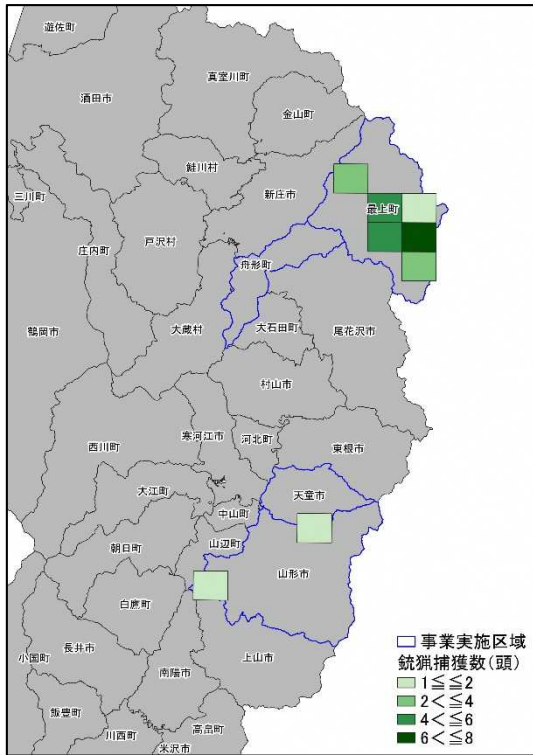 遊佐町
真室川町
酒田市
金山町
鮭川村
新庄市
三川町
最上町
戸沢村
庄内町
舟形町
鶴岡市
大蔵村
大石田町
尾花沢市
村山市
西川町
寒河江市
河北町
東根市
大江町
天童市
中山町
朝日町
山辺町
山形市
白鷹町
長井市
上山市
小国町
南陽市
飯豊町
高畠町
川西町
米沢市
事業実施区域
銃猟捕獲数(頭)
1≦≦2
2<≦4
4<≦6
6<≦8